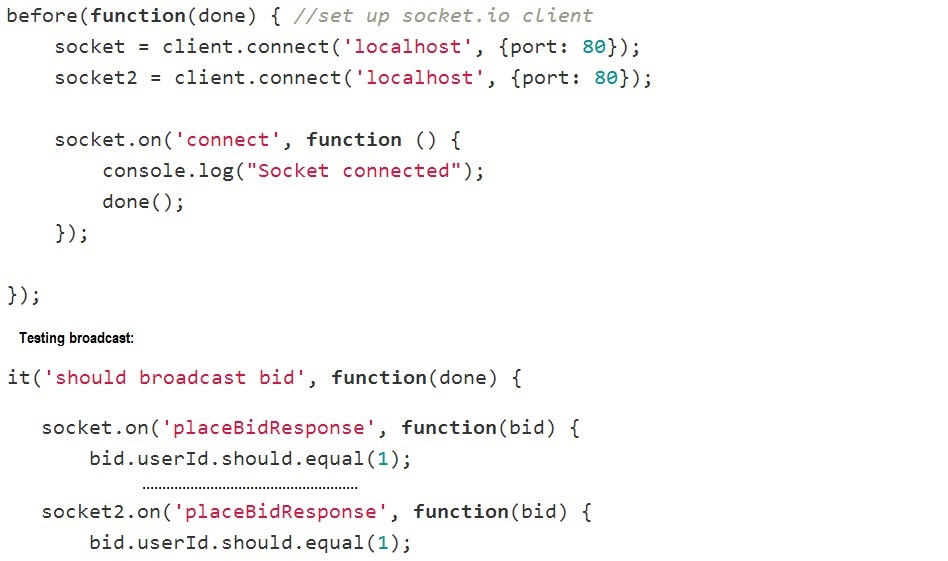 before(function(done) { //set up socket.io client
    socket = client.connect('localhost', {port: 80});
    socket2 = client.connect('localhost', {port: 80});
    socket.on('connect', function () {
        console.log("Socket connected");
        done();
    });
});
Testing broadcast:
it('should broadcast bid', function(done) {
   socket.on('placeBidResponse', function(bid) {
       bid.userId.should.equal(1);
   socket2.on('placeBidResponse', function(bid) {
       bid.userId.should.equal(1);